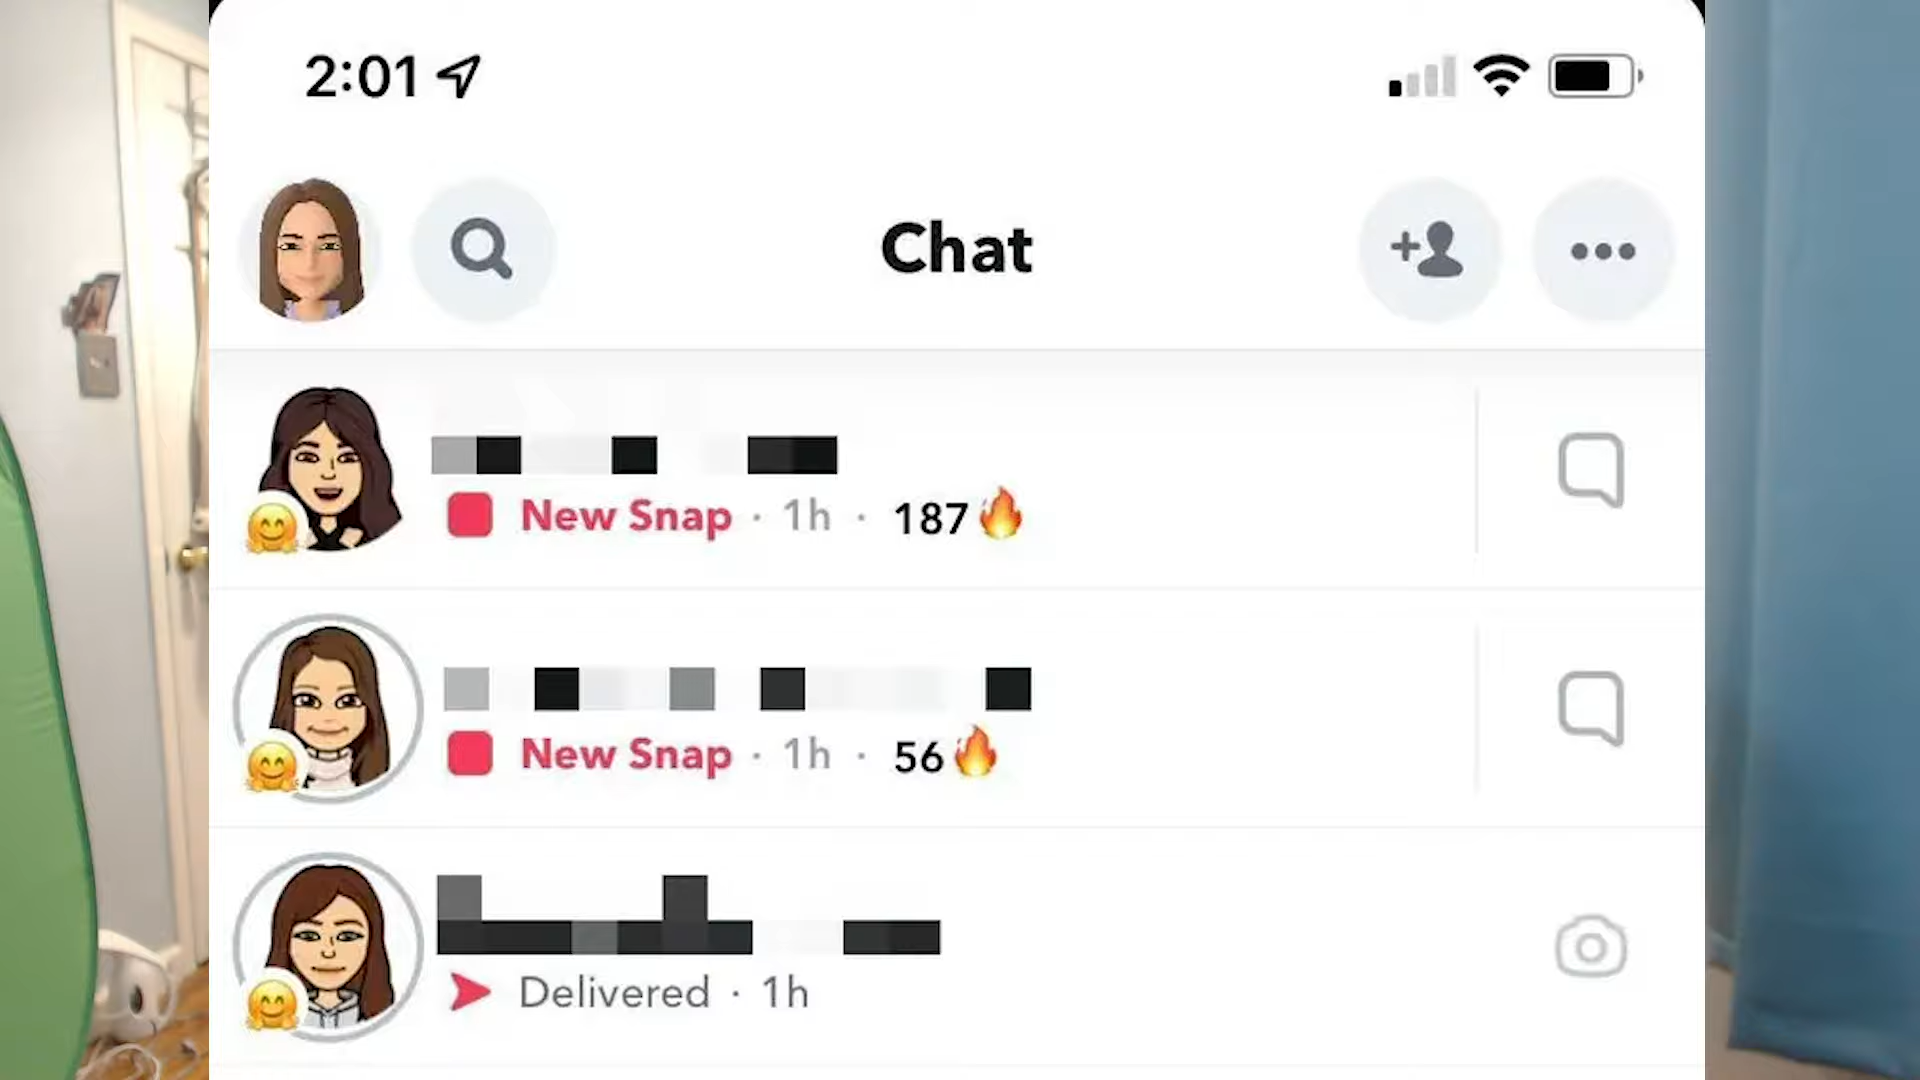 2:01
Chat
New Snap · 1h · 187🔥
New Snap · 1h · 56🔥
Delivered · 1h